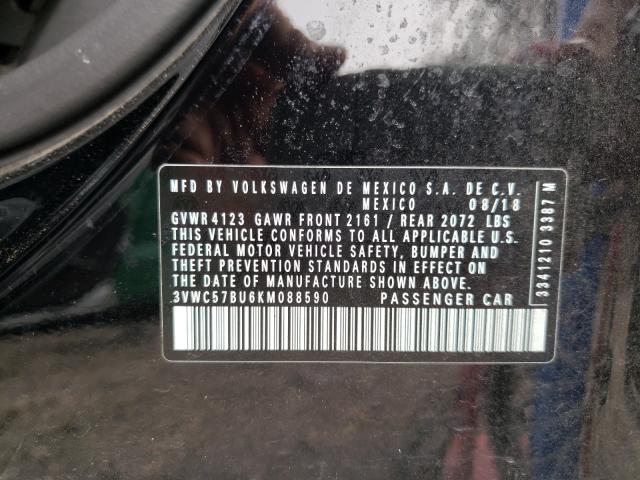 MFD BY VOLKSWAGEN DE MEXICO S.A. DE C.V.
MEXICO 08/18
GVWR 4123 GAWR FRONT 2161 / REAR 2072 LBS
THIS VEHICLE CONFORMS TO ALL APPLICABLE U.S.
FEDERAL MOTOR VEHICLE SAFETY, BUMPER AND
THEFT PREVENTION STANDARDS IN EFFECT ON
THE DATE OF MANUFACTURE SHOWN ABOVE.
3VWC57BU6KM088590 PASSENGER CAR
3341210 3987 M